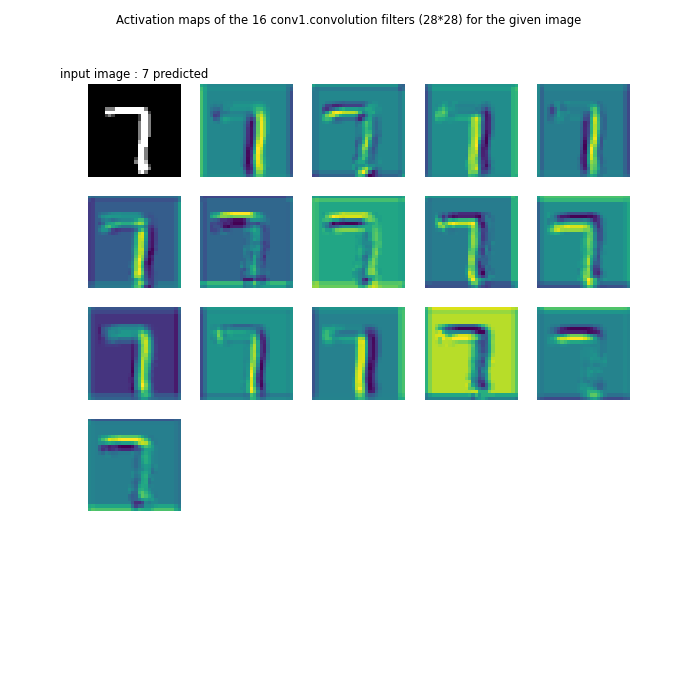 Activation maps of the 16 conv1.convolution filters (28*28) for the given image
input image : 7 predicted